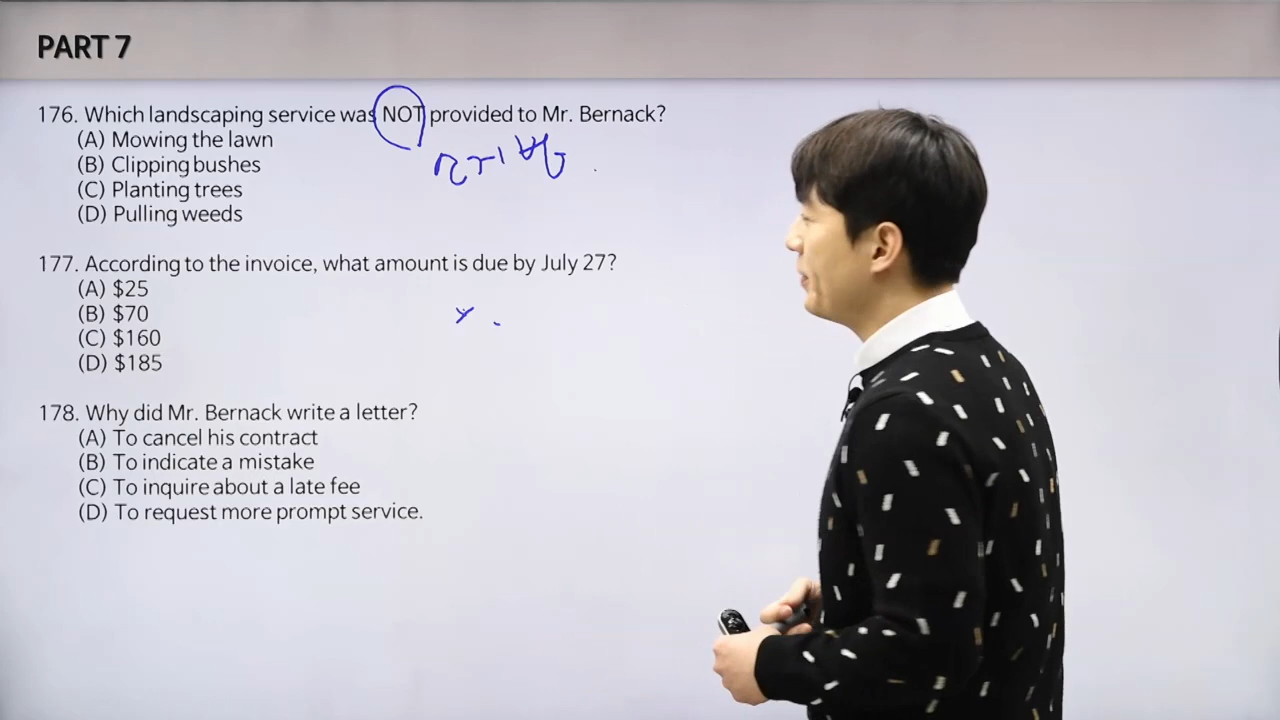 PART 7
176. Which landscaping service was NOT provided to Mr. Bernack?
(A) Mowing the lawn
(B) Clipping bushes
(C) Planting trees
(D) Pulling weeds
177. According to the invoice, what amount is due by July 27?
(A) $25
(B) $70
(C) $160
(D) $185
178. Why did Mr. Bernack write a letter?
(A) To cancel his contract
(B) To indicate a mistake
(C) To inquire about a late fee
(D) To request more prompt service.